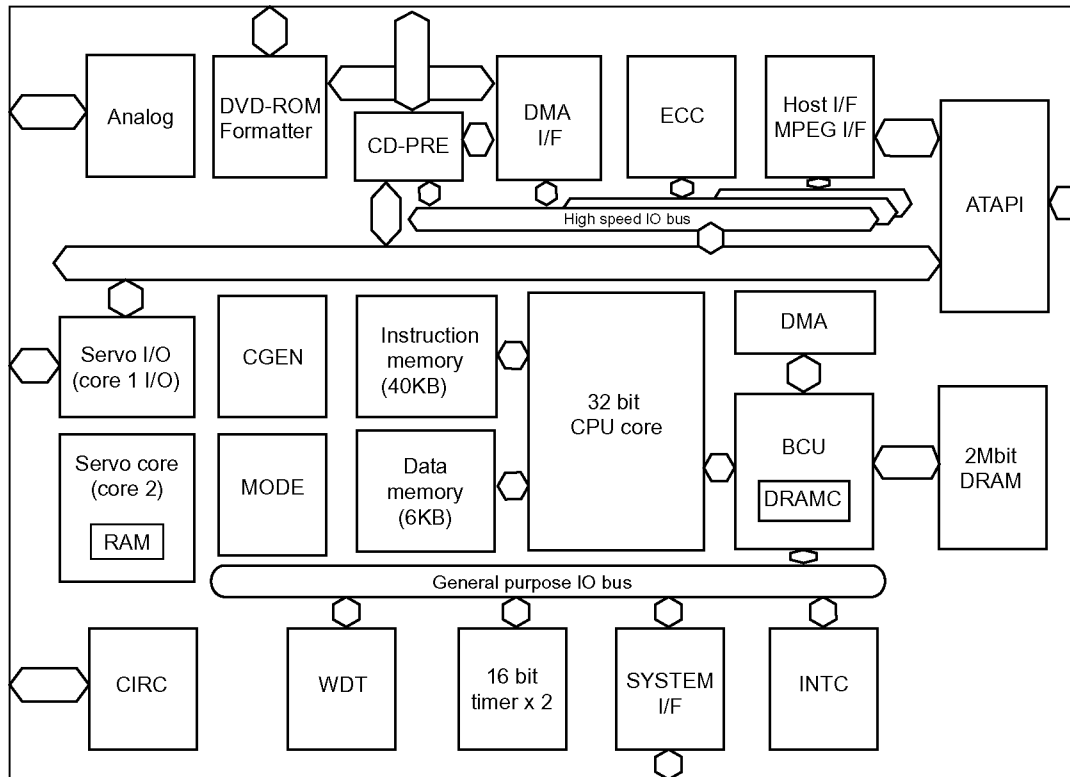 Analog
DVD-ROM
Formatter
CD-PRE
DMA
I/F
ECC
Host I/F
MPEG I/F
ATAPI
High speed IO bus
Servo I/O
(core 1 I/O)
CGEN
Instruction
memory
(40KB)
32 bit
CPU core
DMA
Servo core
(core 2)
RAM
MODE
Data
memory
(6KB)
BCU
DRAMC
2Mbit
DRAM
General purpose IO bus
CIRC
WDT
16 bit
timer x 2
SYSTEM
I/F
INTC